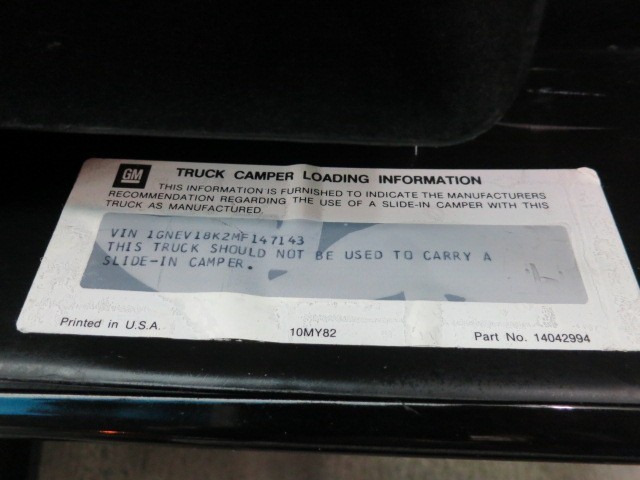 GM
TRUCK CAMPER LOADING INFORMATION
THIS INFORMATION IS FURNISHED TO INDICATE THE MANUFACTURERS
RECOMMENDATION REGARDING THE USE OF A SLIDE-IN CAMPER WITH THIS
TRUCK AS MANUFACTURED.
VIN 1GNEV18K2MF147143
THIS TRUCK SHOULD NOT BE USED TO CARRY A
SLIDE-IN CAMPER.
Printed in U.S.A.
10MY82
Part No. 14042994